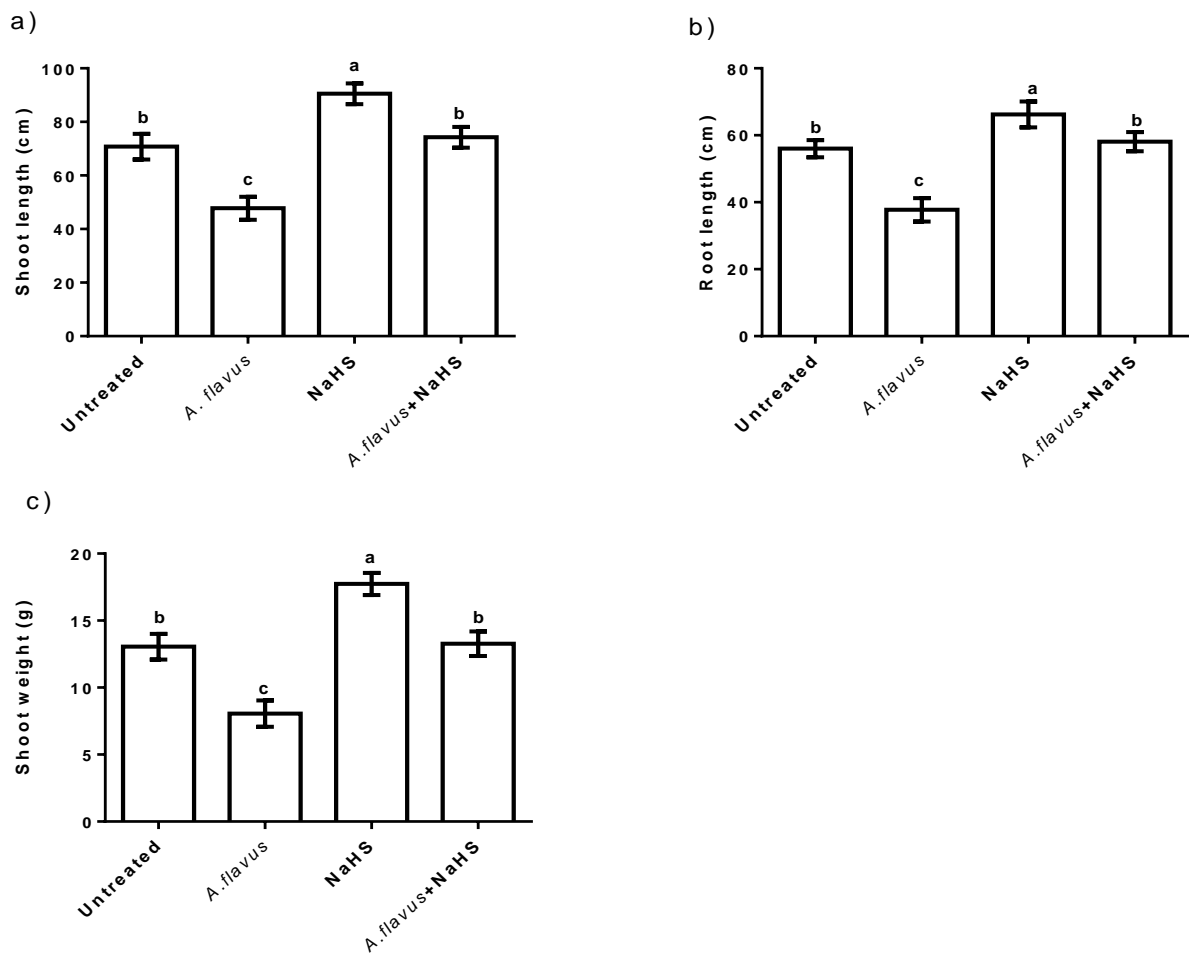 a)
Shoot length (cm)
100
80
60
40
20
0
b
c
a
b
Untreated
A. flavus
NaHS
A.flavus+NaHS
b)
Root length (cm)
80
60
40
20
0
b
c
a
b
Untreated
A.flavus
NaHS
A.flavus+NaHS
c)
Shoot weight (g)
20
15
10
5
0
b
c
a
b
Untreated
A.flavus
NaHS
A.flavus+NaHS